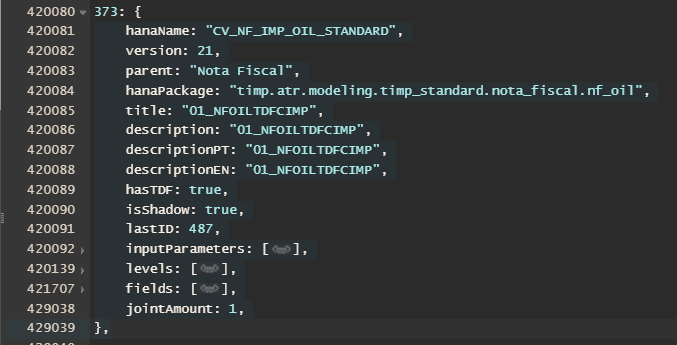 420080 373: {
420081 hanaName: "CV_NF_IMP_OIL_STANDARD",
420082 version: 21,
420083 parent: "Nota Fiscal",
420084 hanaPackage: "timp.atr.modeling.timp_standard.nota_fiscal.nf_oil",
420085 title: "01_NFOILTDFCIMP",
420086 description: "01_NFOILTDFCIMP",
420087 descriptionPT: "01_NFOILTDFCIMP",
420088 descriptionEN: "01_NFOILTDFCIMP",
420089 hasTDF: true,
420090 isShadow: true,
420091 lastID: 487,
420092 inputParameters: [],
420139 levels: [],
421707 fields: [],
429038 jointAmount: 1,
429039 },